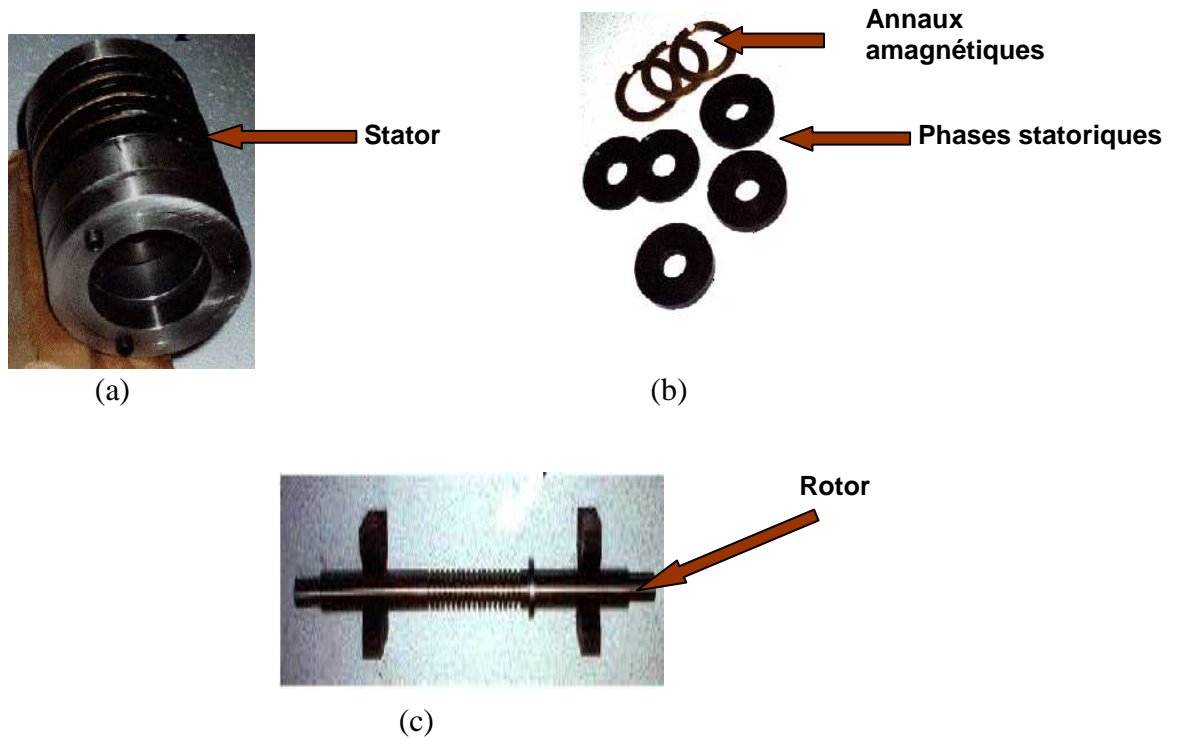 Annaux
amagnétiques
Stator
Phases statoriques
(a)
(b)
Rotor
(c)